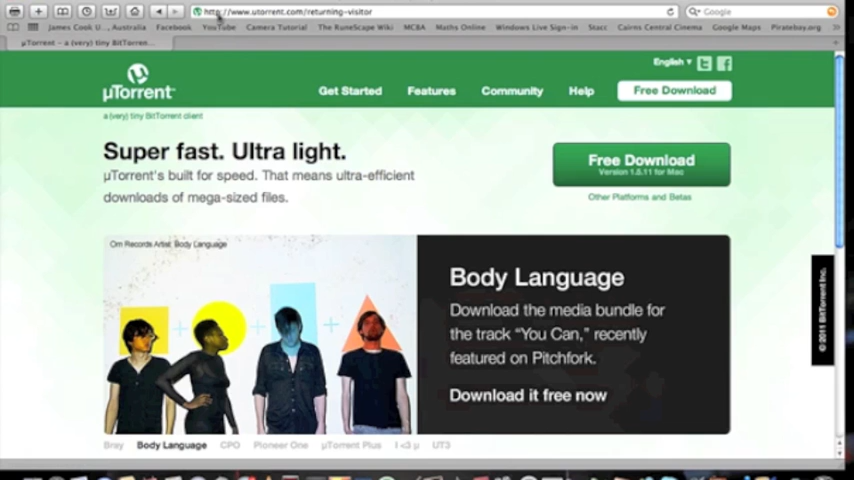 http://www.utorrent.com/returning-visitor
Google
James Cook U..., Australia Facebook YouTube Camera Tutorial The RuneScape Wiki MCBA Maths Online Windows Live Sign-in Stacc Cairns Central Cinema Google Maps Piratebay.org
µTorrent – a (very) tiny BitTorren...
English
µTorrent
Get Started Features Community Help Free Download
a (very) tiny BitTorrent client
Super fast. Ultra light.
µTorrent's built for speed. That means ultra-efficient
downloads of mega-sized files.
Free Download
Version 1.8.11 for Mac
Other Platforms and Betas
Om Records Artist: Body Language
Body Language
Download the media bundle for
the track “You Can,” recently
featured on Pitchfork.
Download it free now
© 2011 BitTorrent Inc.
Bray Body Language CPO Pioneer One µTorrent Plus I <3 µ UT3